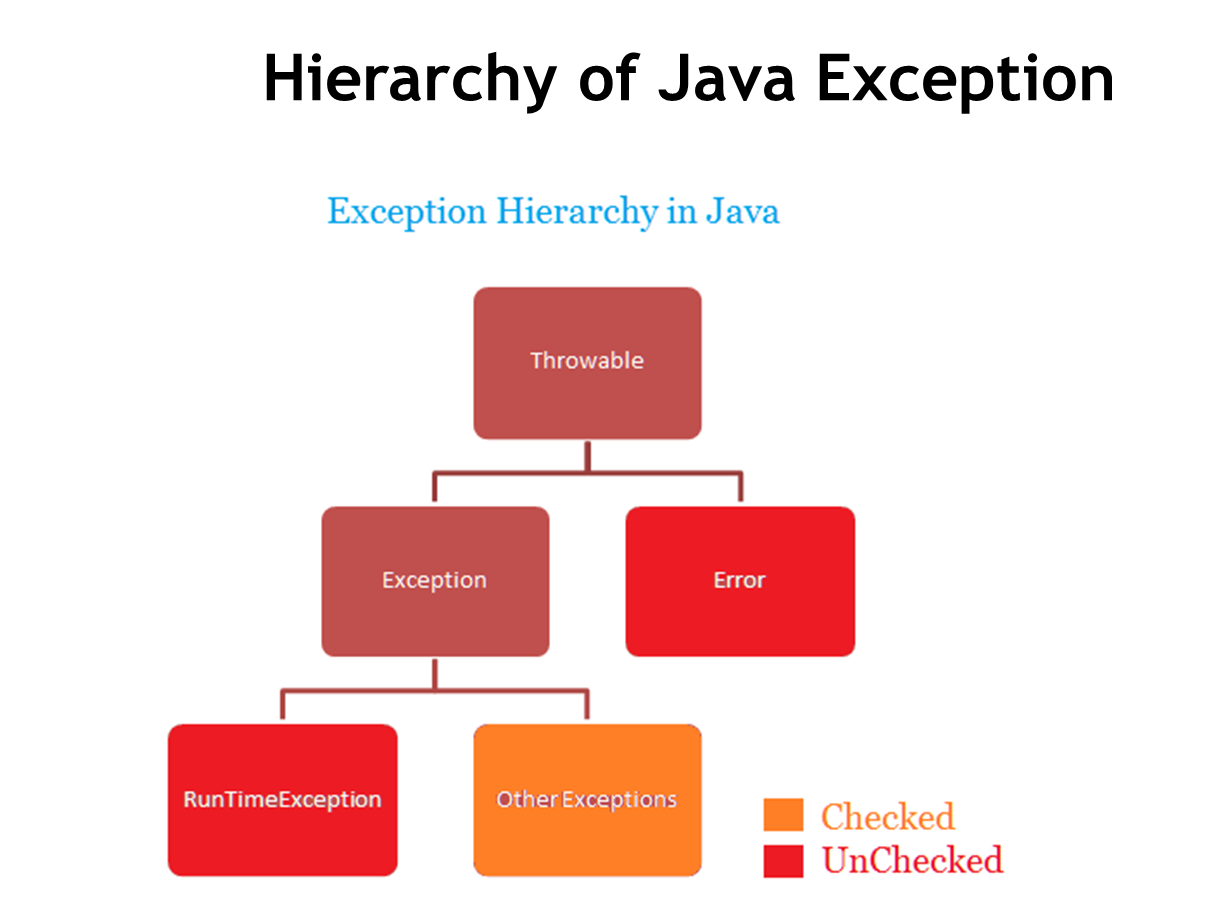 Hierarchy of Java Exception
Exception Hierarchy in Java
Throwable
Exception
Error
RunTimeException
Other Exceptions
Checked
UnChecked